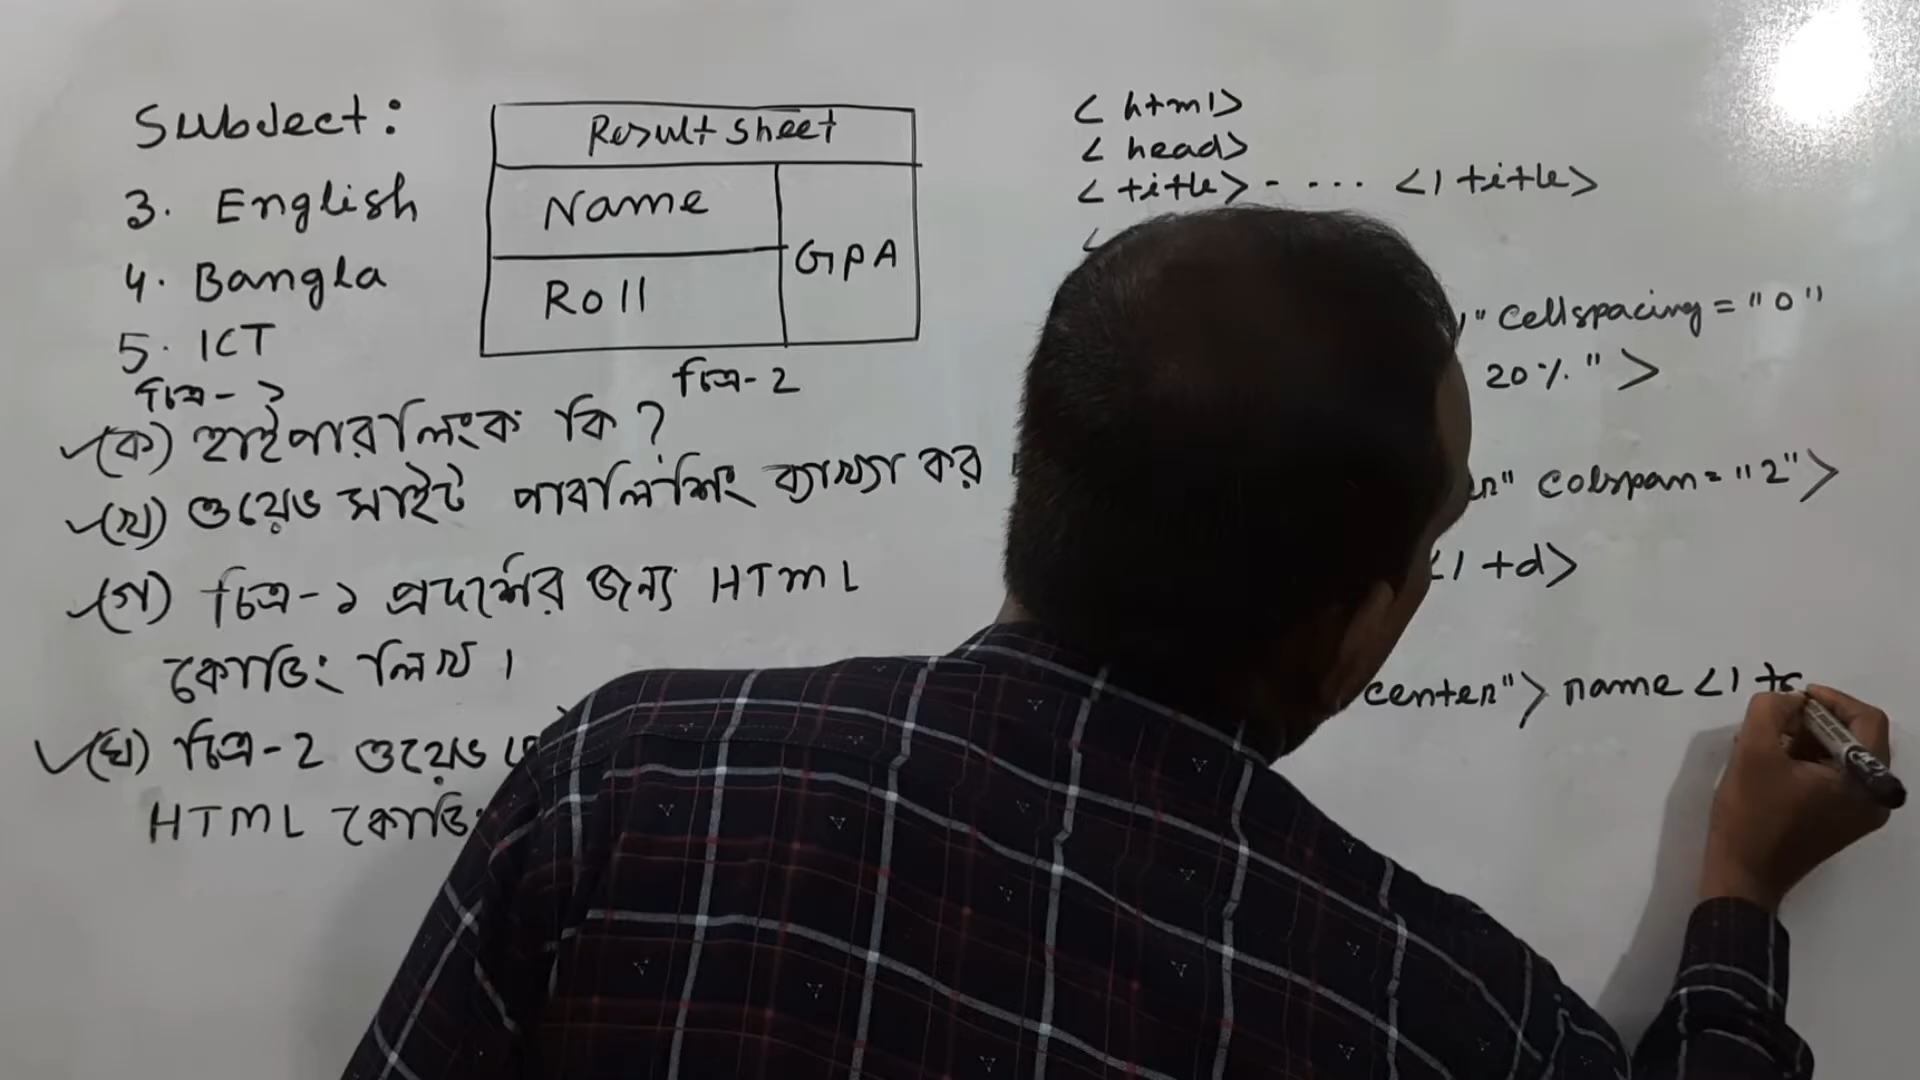 Subject:
3. English
4. Bangla
5. ICT
চিত্র- ১
Result sheet
Name
Roll
GPA
চিত্র- 2
(ক) হাইপারলিংক কি ?
(খ) ওয়েভ সাইট পাবলিশিং ব্যাখ্যা কর
(গ) চিত্র- ১ প্রদর্শের জন্য HTML
কোডিং লিখ ।
(ঘ) চিত্র-2 ওয়েভ
HTML কোডিং
<html>
<head>
<title>- ... </title>
<
" Cellspacing = "0"
20%">
" colspan="2">
</td>
center"> name </t